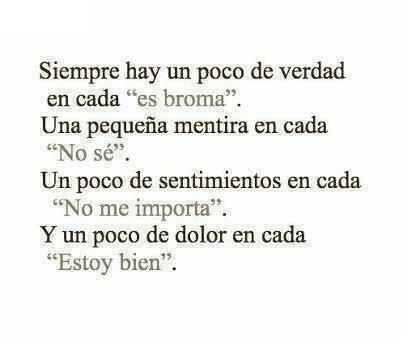 Siempre hay un poco de verdad
en cada “es broma”.
Una pequeña mentira en cada
“No sé”.
Un poco de sentimientos en cada
“No me importa”.
Y un poco de dolor en cada
“Estoy bien”.